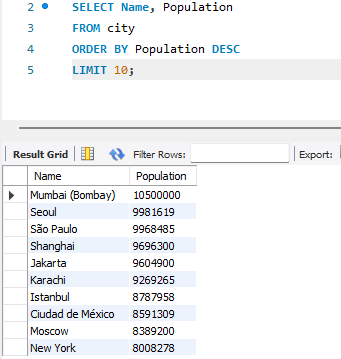 2 SELECT Name, Population
3 FROM city
4 ORDER BY Population DESC
5 LIMIT 10;
Result Grid Filter Rows: Export:
Name Population
Mumbai (Bombay) 10500000
Seoul 9981619
São Paulo 9968485
Shanghai 9696300
Jakarta 9604900
Karachi 9269265
Istanbul 8787958
Ciudad de México 8591309
Moscow 8389200
New York 8008278